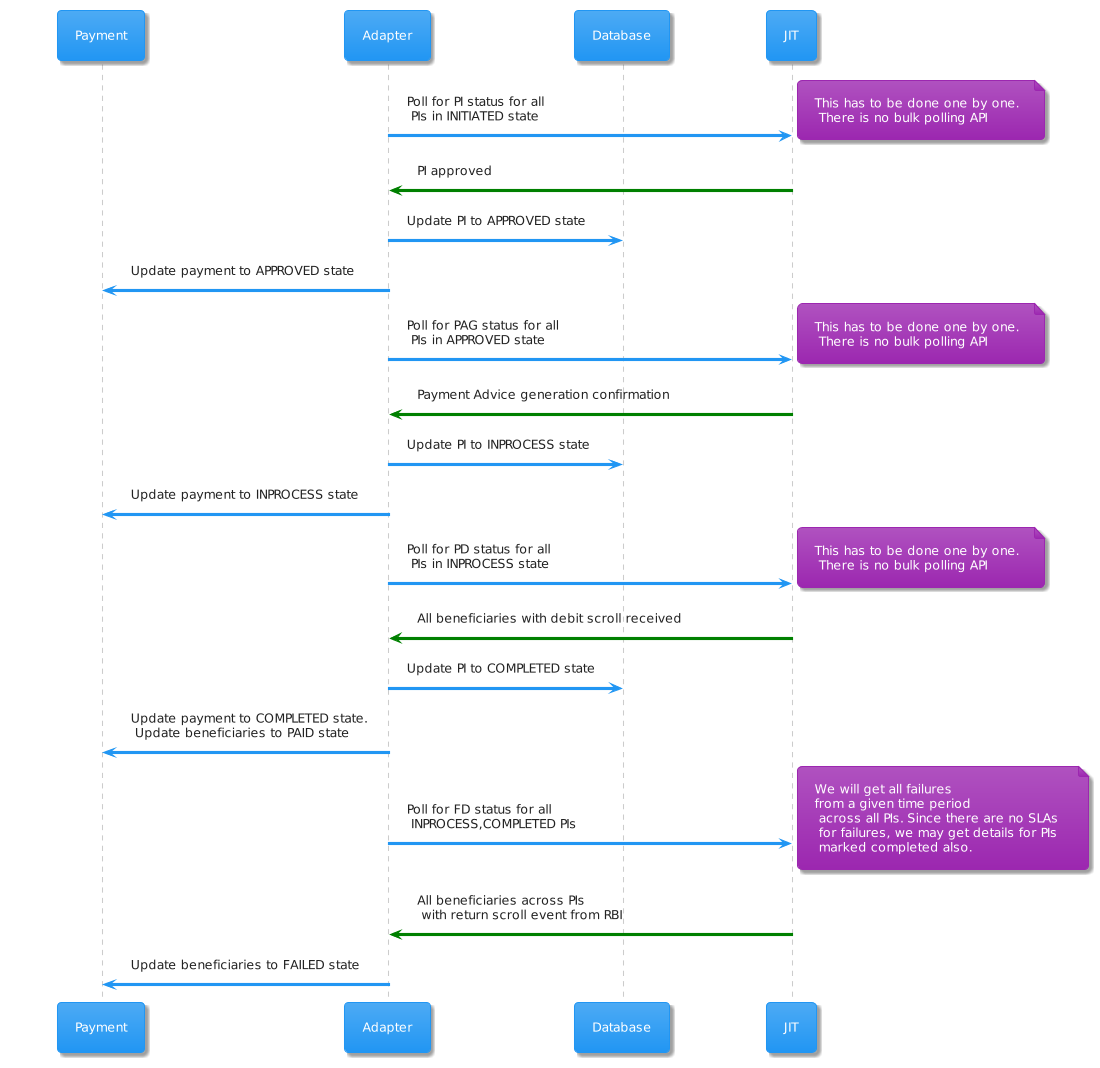 Payment
Adapter
Database
JIT
This has to be done one by one.
There is no bulk polling API
Poll for PI status for all
PIs in INITIATED state
PI approved
Update PI to APPROVED state
Update payment to APPROVED state
This has to be done one by one.
There is no bulk polling API
Poll for PAG status for all
PIs in APPROVED state
Payment Advice generation confirmation
Update PI to INPROCESS state
Update payment to INPROCESS state
This has to be done one by one.
There is no bulk polling API
Poll for PD status for all
PIs in INPROCESS state
All beneficiaries with debit scroll received
Update PI to COMPLETED state
Update payment to COMPLETED state.
Update beneficiaries to PAID state
We will get all failures
from a given time period
across all PIs. Since there are no SLAs
for failures, we may get details for PIs
marked completed also.
Poll for FD status for all
INPROCESS,COMPLETED PIs
All beneficiaries across PIs
with return scroll event from RBI
Update beneficiaries to FAILED state
Payment
Adapter
Database
JIT